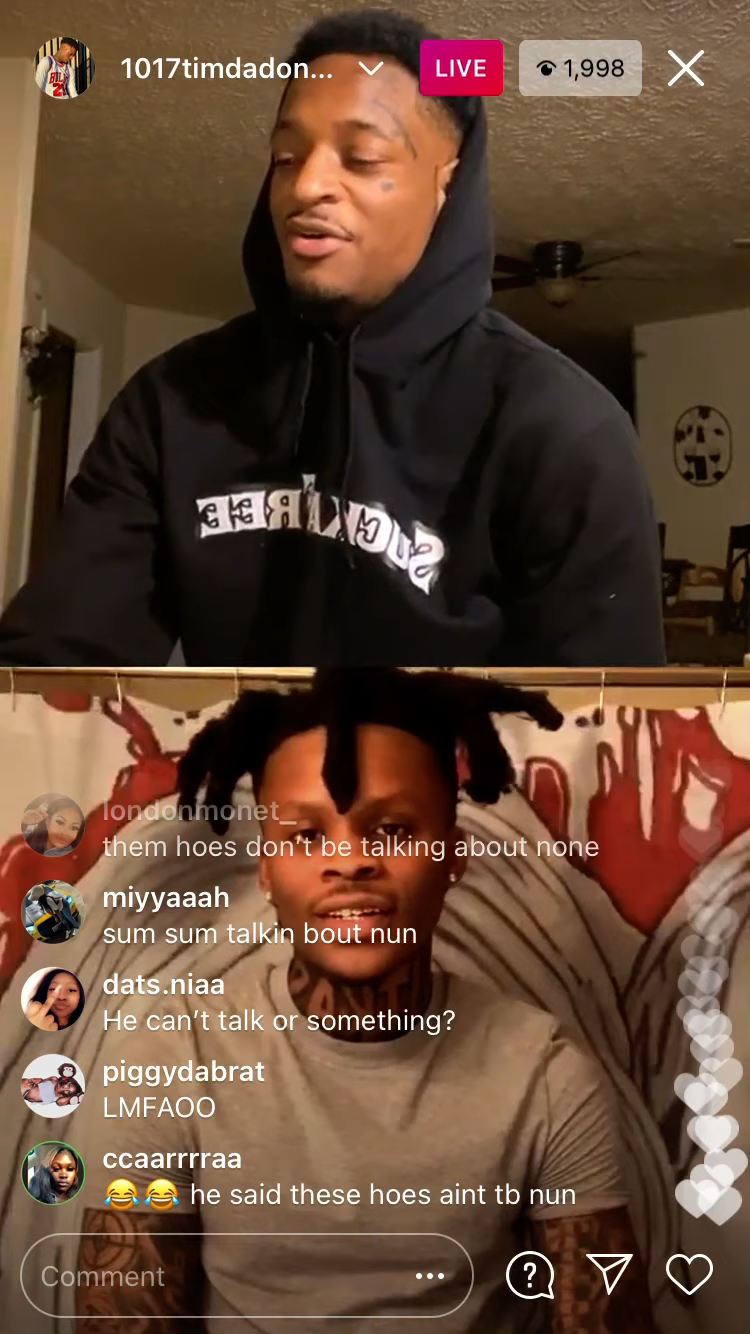 1017timdadon...
LIVE
1,998
SUCKAFREE
londonmonet_
them hoes don't be talking about none
miyyaaah
sum sum talkin bout nun
dats.niaa
He can't talk or something?
piggydabrat
LMFAOO
ccaarrrraa
😂😂 he said these hoes aint tb nun
Comment